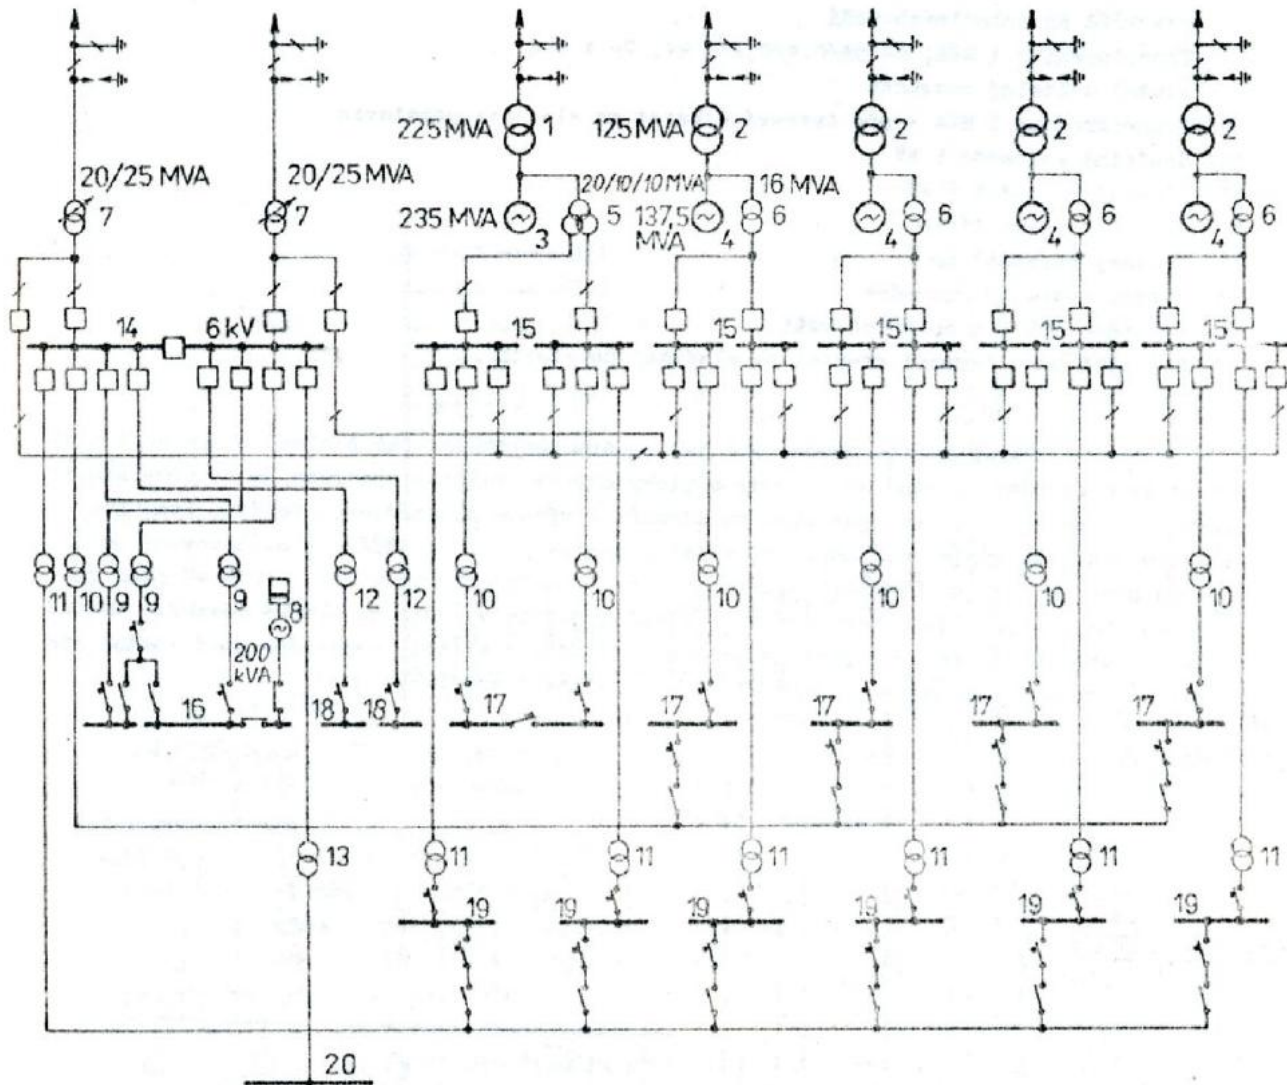 225 MVA 1 125 MVA 2 2 2 2
20/25 MVA 20/25 MVA 20/10/10 MVA 16 MVA
7 7 235 MVA 5 137,5 6 6 6 6
3 MVA 4 4 4 4
14 6 kV 15 15 15 15 15
11 10 9 9 9 8 12 12 10 10 10 10 10 10
200
kVA
16 18 18 17 17 17 17 17
13 11 11 11 11 11 11
19 19 19 19 19 19
20